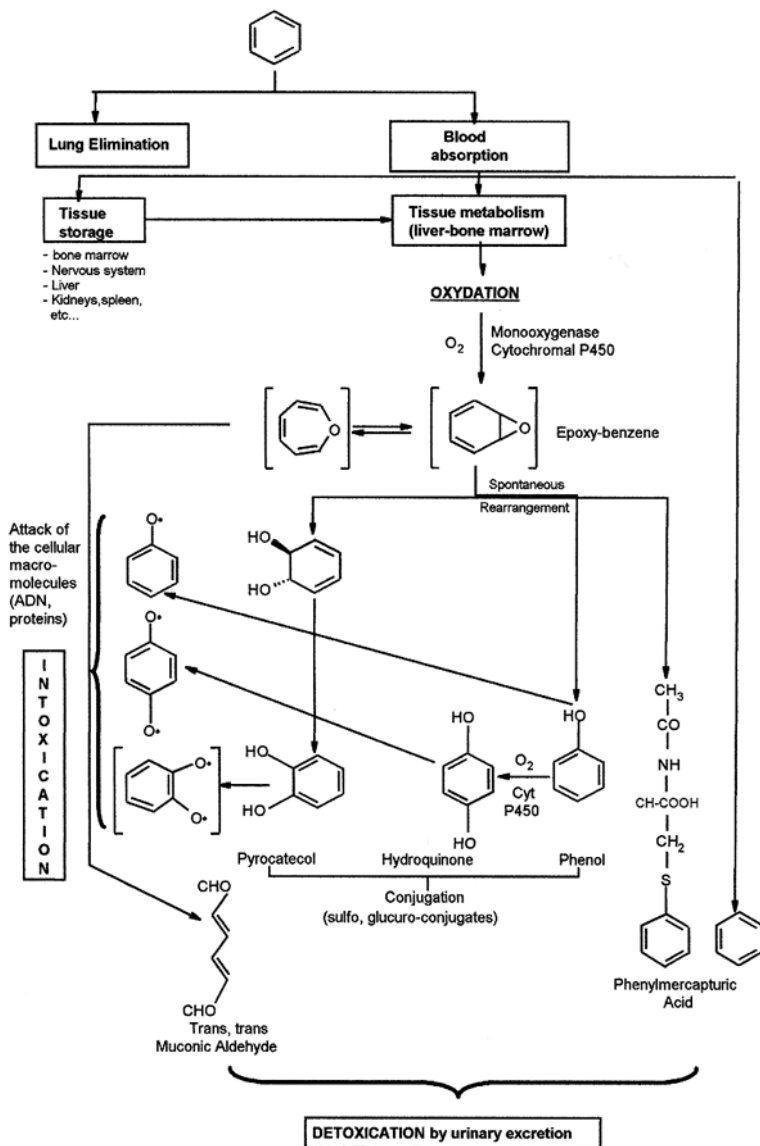 Lung Elimination
Blood
absorption
Tissue
storage
Tissue metabolism
(liver-bone marrow)
- bone marrow
- Nervous system
- Liver
- Kidneys,spleen,
etc...
OXYDATION
O2
Monooxygenase
Cytochromal P450
O
O
Epoxy-benzene
Spontaneous
Rearrangement
Attack of
the cellular
macro-
molecules
(ADN,
proteins)
O•
HO
HO
O•
O•
INTOXICATION
CH3
CO
NH
CH-COOH
CH2
S
HO
HO
O2
Cyt
P450
HO
HO
HO
O•
O•
Pyrocatecol
Hydroquinone
Phenol
Conjugation
(sulfo, glucuro-conjugates)
CHO
CHO
Trans, trans
Muconic Aldehyde
Phenylmercapturic
Acid
DETOXICATION by urinary excretion